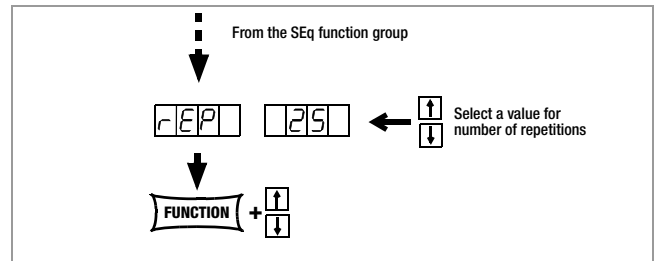 From the SEq function group
rEP 25
Select a value for
number of repetitions
FUNCTION +